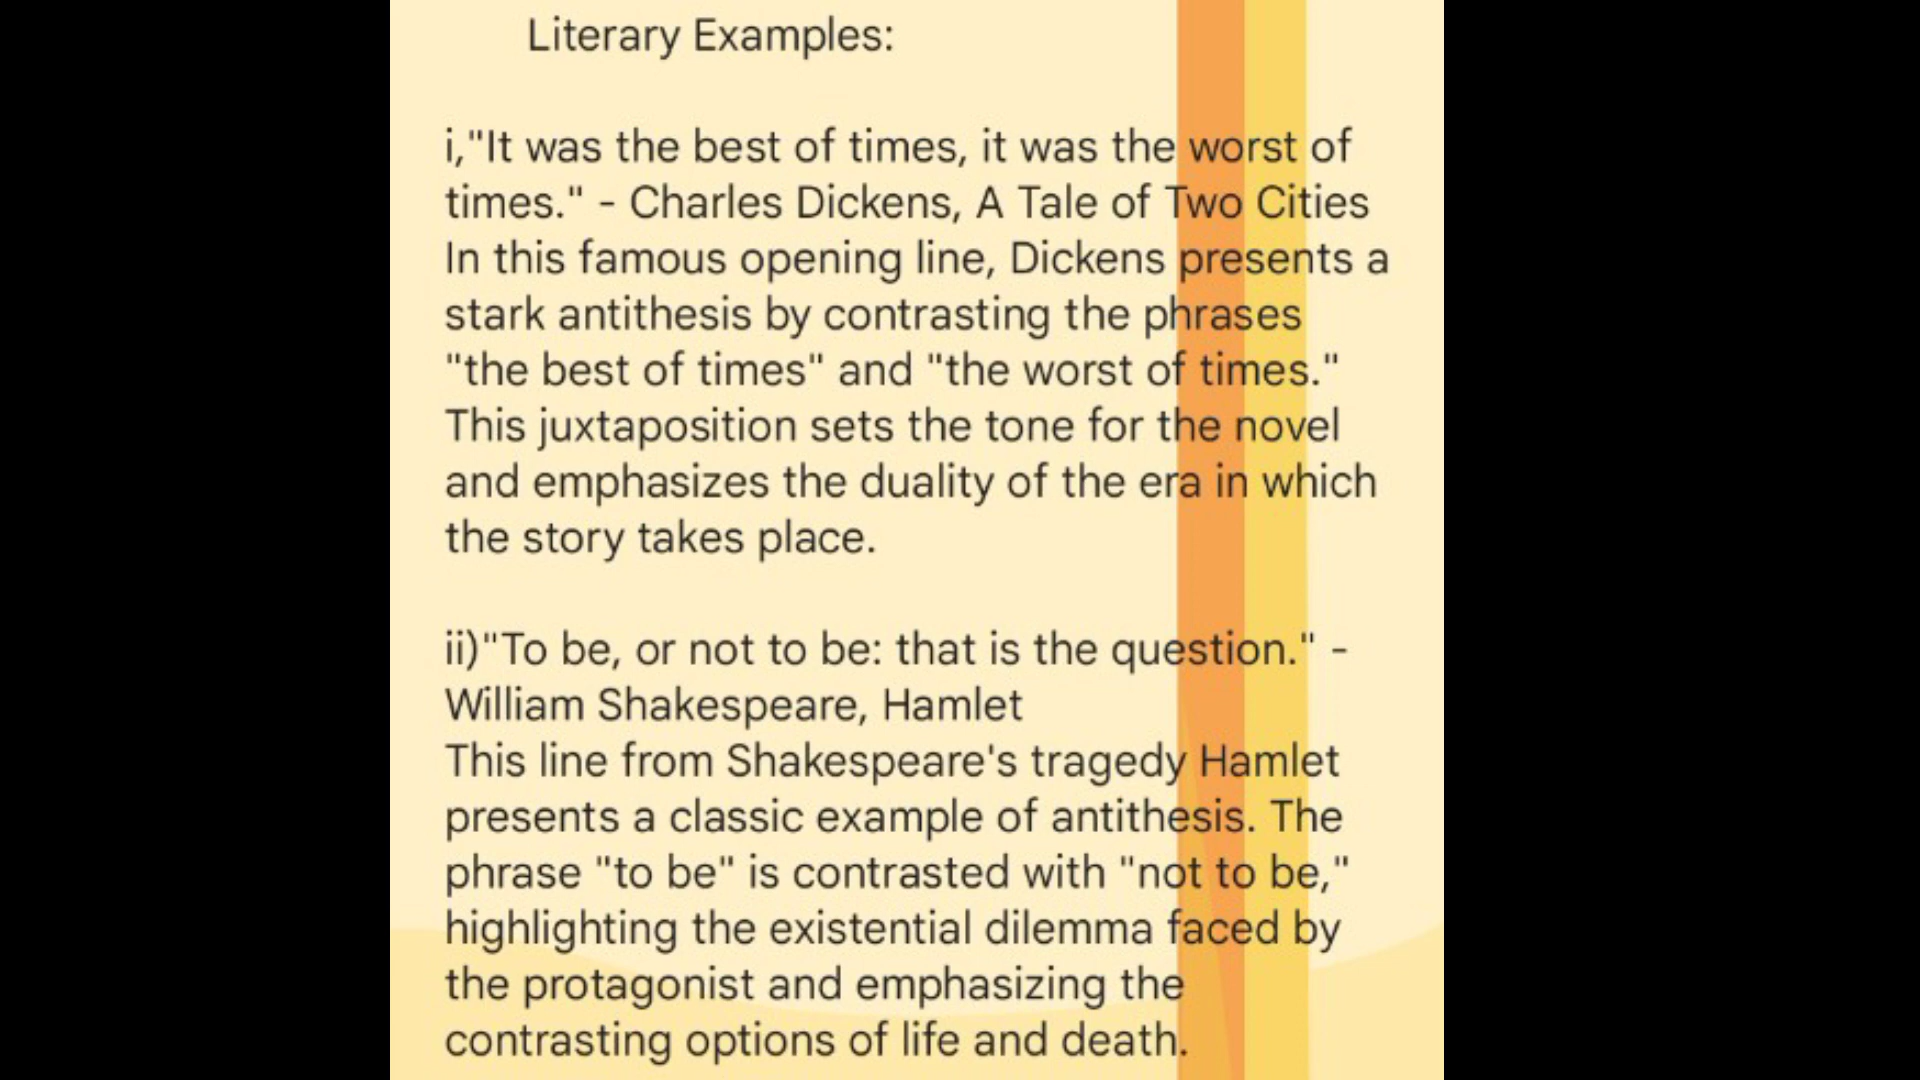 Literary Examples:
i,"It was the best of times, it was the worst of
times." - Charles Dickens, A Tale of Two Cities
In this famous opening line, Dickens presents a
stark antithesis by contrasting the phrases
"the best of times" and "the worst of times."
This juxtaposition sets the tone for the novel
and emphasizes the duality of the era in which
the story takes place.
ii)"To be, or not to be: that is the question." -
William Shakespeare, Hamlet
This line from Shakespeare's tragedy Hamlet
presents a classic example of antithesis. The
phrase "to be" is contrasted with "not to be,"
highlighting the existential dilemma faced by
the protagonist and emphasizing the
contrasting options of life and death.